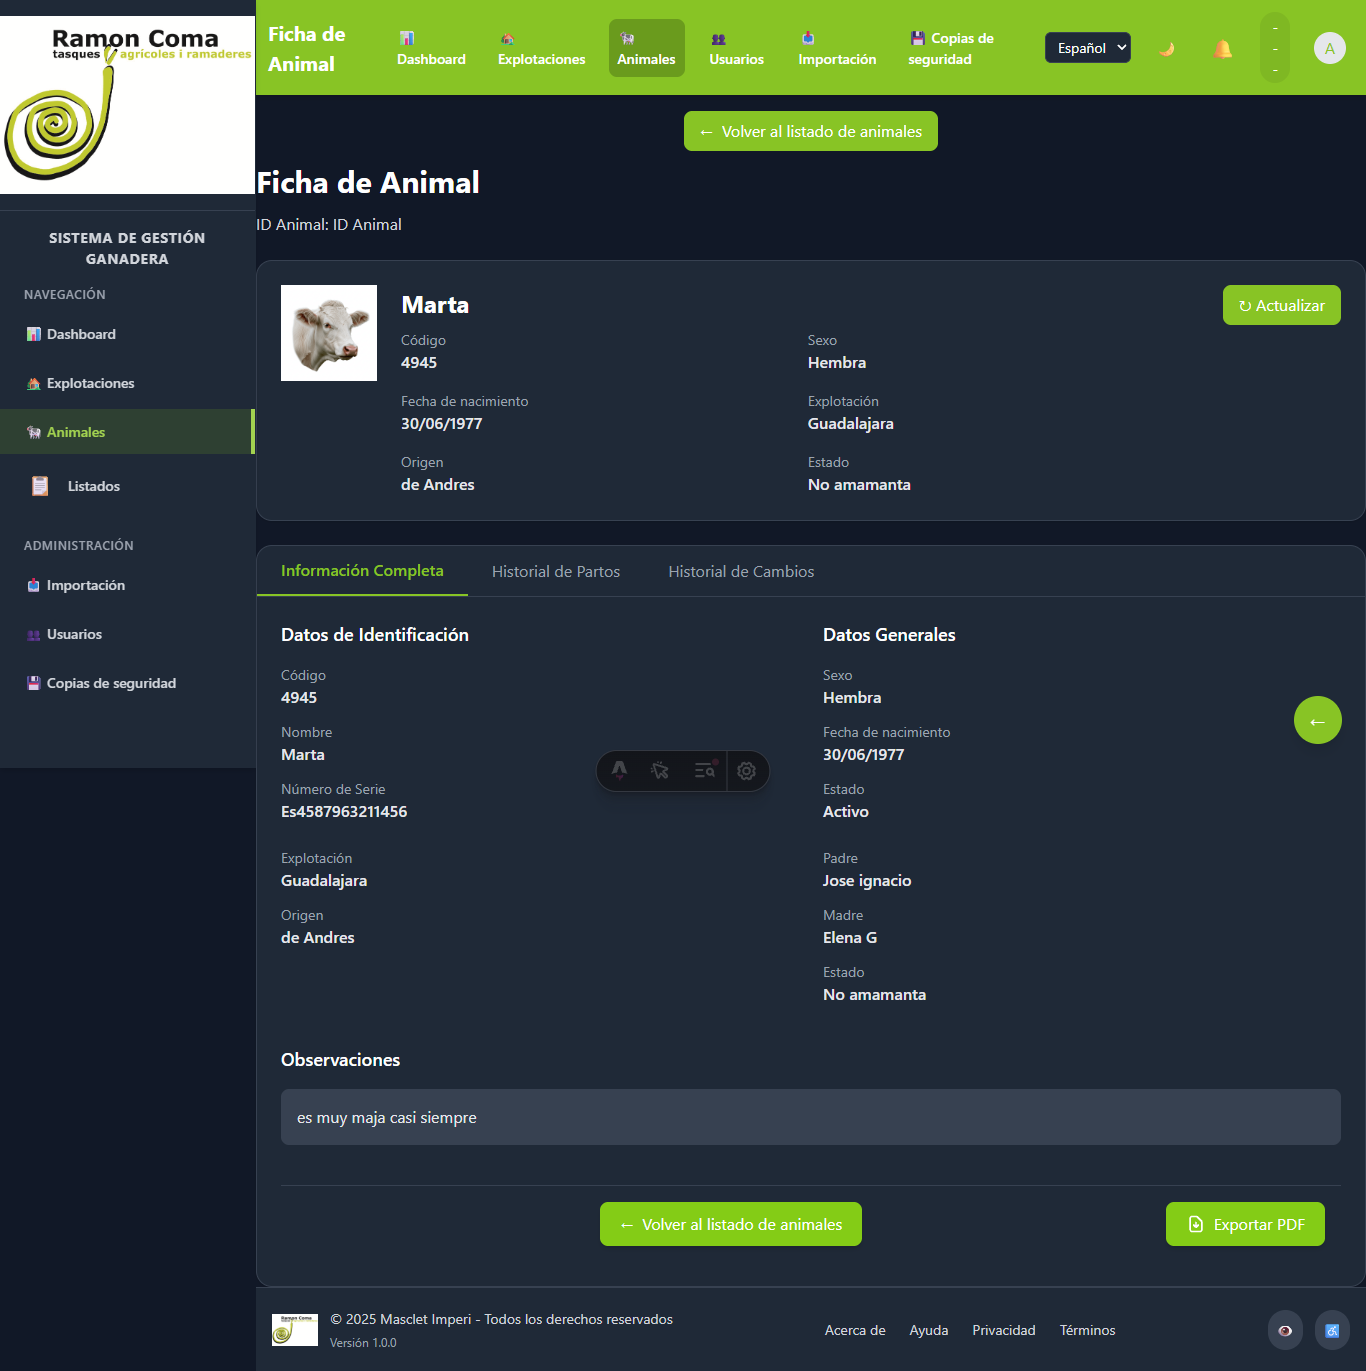 Ramon Coma
tasques agrícoles i ramaderes
SISTEMA DE GESTIÓN
GANADERA
NAVEGACIÓN
Dashboard
Explotaciones
Animales
Listados
ADMINISTRACIÓN
Importación
Usuarios
Copias de seguridad
Ficha de
Animal
Dashboard
Explotaciones
Animales
Usuarios
Importación
Copias de
seguridad
Español
-
-
-
A
← Volver al listado de animales
Ficha de Animal
ID Animal: ID Animal
Marta
↻ Actualizar
Código
4945
Sexo
Hembra
Fecha de nacimiento
30/06/1977
Explotación
Guadalajara
Origen
de Andres
Estado
No amamanta
Información Completa
Historial de Partos
Historial de Cambios
Datos de Identificación
Código
4945
Nombre
Marta
Número de Serie
Es4587963211456
Explotación
Guadalajara
Origen
de Andres
Datos Generales
Sexo
Hembra
Fecha de nacimiento
30/06/1977
Estado
Activo
Padre
Jose ignacio
Madre
Elena G
Estado
No amamanta
←
Observaciones
es muy maja casi siempre
← Volver al listado de animales
Exportar PDF
Ramon Coma
© 2025 Masclet Imperi - Todos los derechos reservados
Versión 1.0.0
Acerca de
Ayuda
Privacidad
Términos